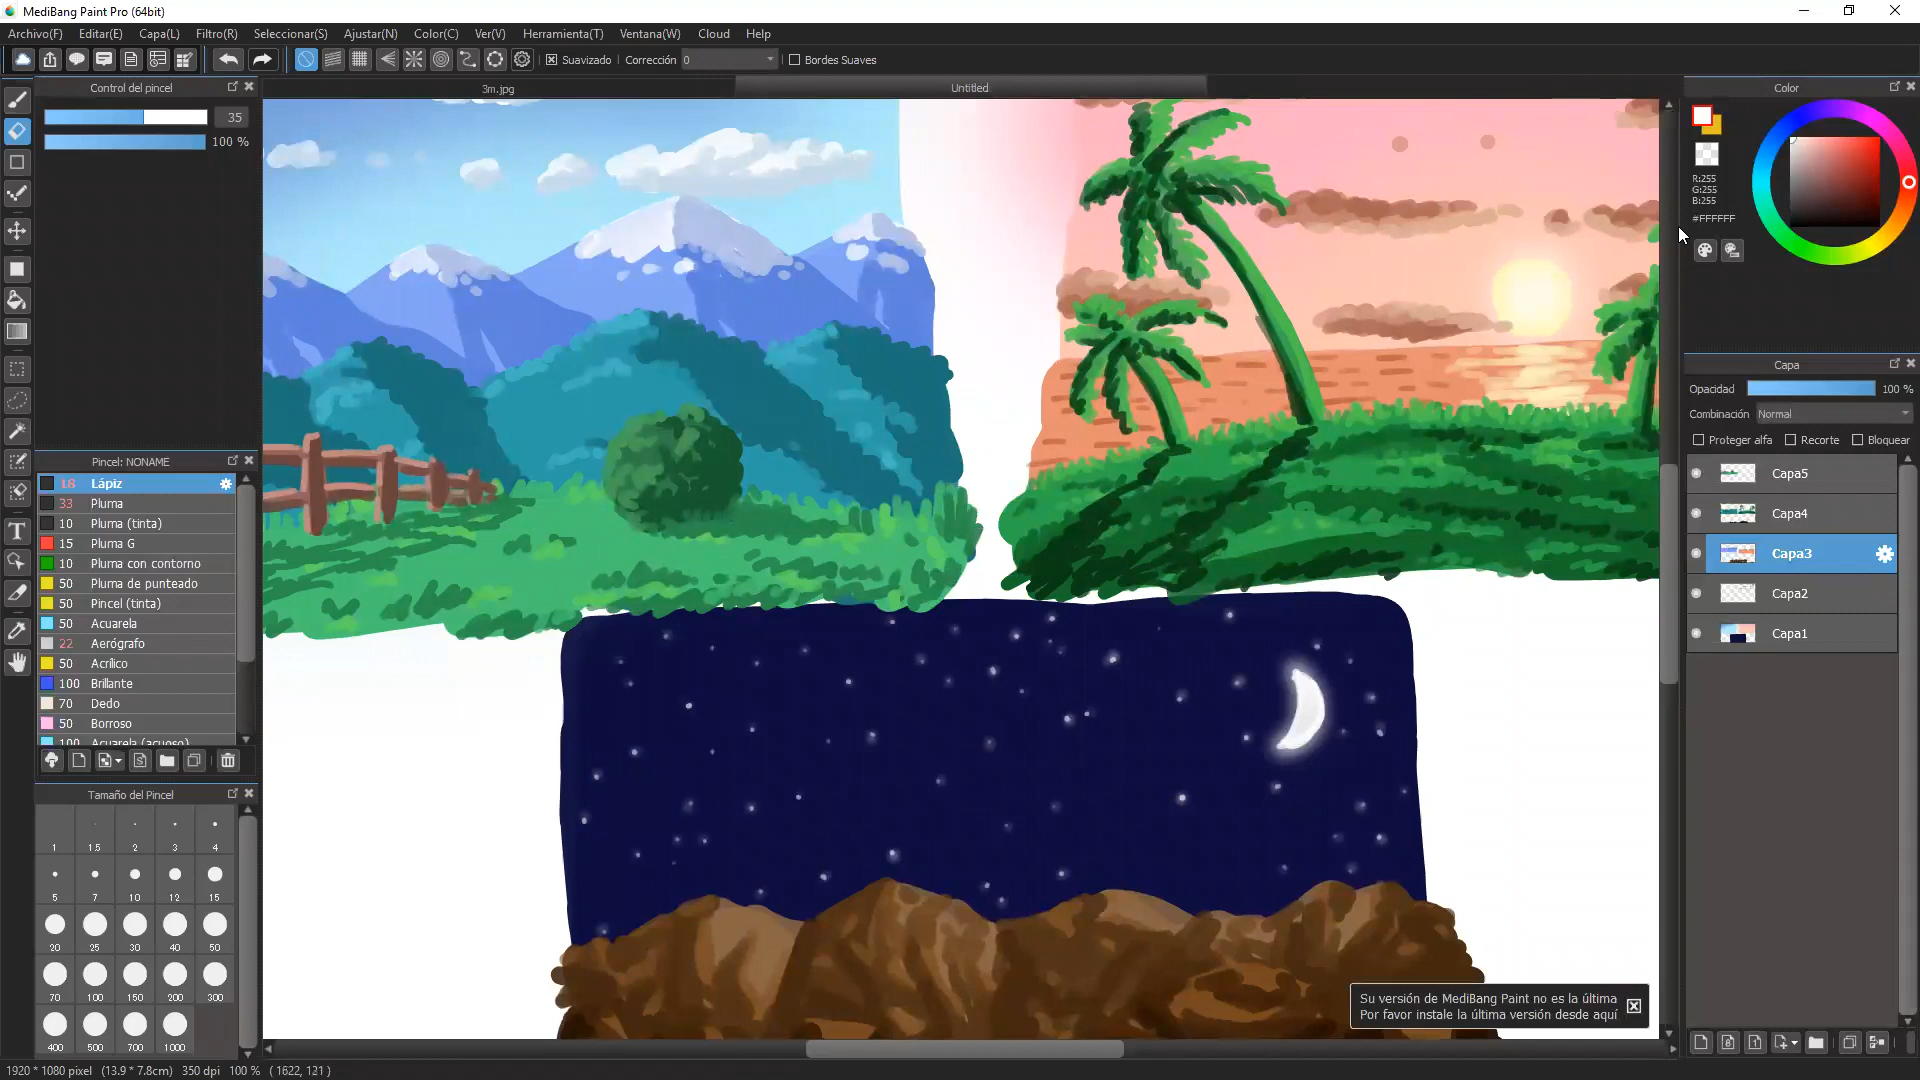 MediBang Paint Pro (64bit)
Archivo(F) Editar(E) Capa(L) Filtro(R) Seleccionar(S) Ajustar(N) Color(C) Ver(V) Herramienta(T) Ventana(W) Cloud Help
Suavizado Corrección 0 Bordes Suaves
Control del pincel
3m.jpg
Untitled
Color
35
100 %
R:255
G:255
B:255
#FFFFFF
Capa
Opacidad 100 %
Combinación Normal
Proteger alfa Recorte Bloquear
Capa5
Capa4
Capa3
Capa2
Capa1
Pincel: NONAME
18 Lápiz
33 Pluma
10 Pluma (tinta)
15 Pluma G
10 Pluma con contorno
50 Pluma de punteado
50 Pincel (tinta)
50 Acuarela
22 Aerógrafo
50 Acrílico
100 Brillante
70 Dedo
50 Borroso
100 Acuarela (acuoso)
Tamaño del Pincel
1 1.5 2 3 4
5 7 10 12 15
20 25 30 40 50
70 100 150 200 300
400 500 700 1000
Su versión de MediBang Paint no es la última
Por favor instale la última versión desde aquí
1920 * 1080 pixel (13.9 * 7.8cm) 350 dpi 100 % ( 1622, 121 )